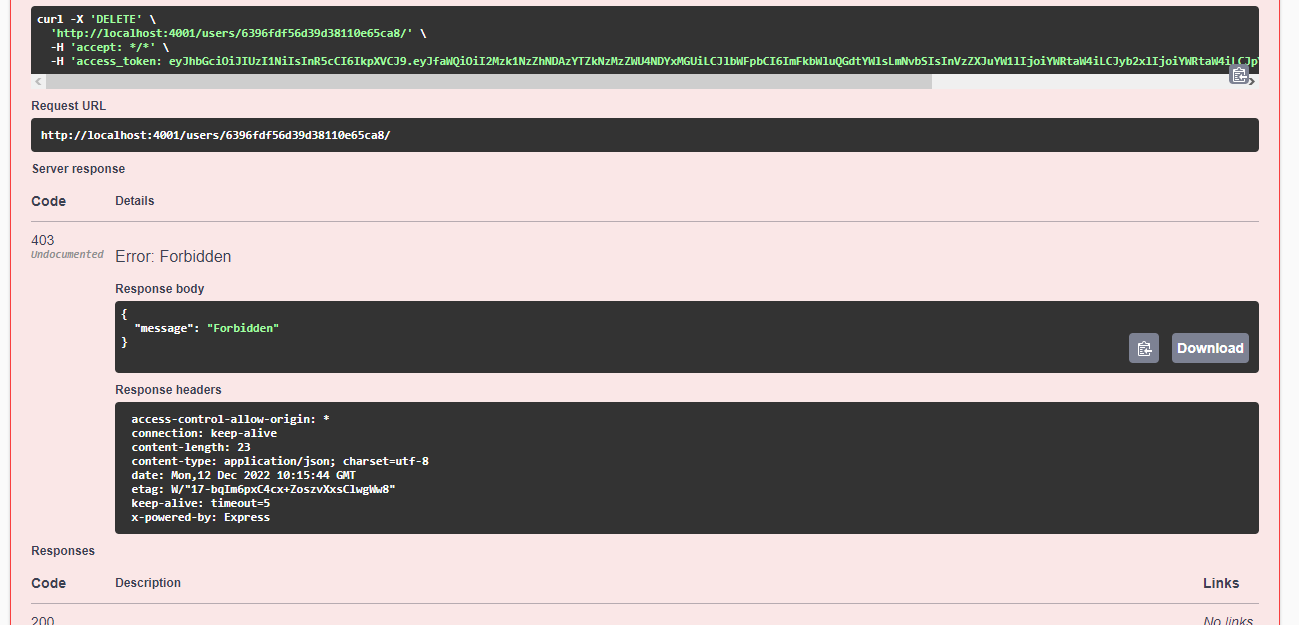 curl -X 'DELETE' \
'http://localhost:4001/users/6396fdf56d39d38110e65ca8/' \
-H 'accept: */*' \
-H 'access_token: eyJhbGciOiJIUzI1NiIsInR5cCI6IkpXVCJ9.eyJfaWQiOiI2Mzk1NzZhNDAzYTZkNzMzZWU4NDYxMGUiLCJlbWFpbCI6ImFkbWluQGdtYWlsLmNvbSIsInVzZXJuYW1lIjoiYWRtaW4iLCJyb2xlIjoiYWRtaW4iLCJp
Request URL
http://localhost:4001/users/6396fdf56d39d38110e65ca8/
Server response
Code Details
403
Undocumented
Error: Forbidden
Response body
{
"message": "Forbidden"
}
Download
Response headers
access-control-allow-origin: *
connection: keep-alive
content-length: 23
content-type: application/json; charset=utf-8
date: Mon,12 Dec 2022 10:15:44 GMT
etag: W/"17-bqIm6pxC4cx+ZoszvXxsClwgWw8"
keep-alive: timeout=5
x-powered-by: Express
Responses
Code Description Links
200 No links